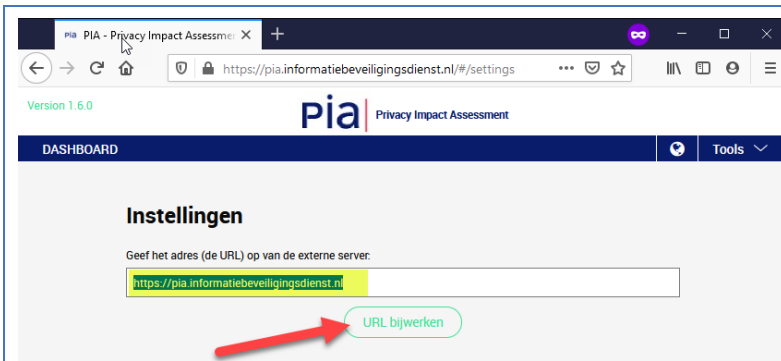 PIA PIA - Privacy Impact Assessmen
https://pia.informatiebeveiligingsdienst.nl/#/settings
Version 1.6.0
pia Privacy Impact Assessment
DASHBOARD Tools
Instellingen
Geef het adres (de URL) op van de externe server:
https://pia.informatiebeveiligingsdienst.nl
URL bijwerken